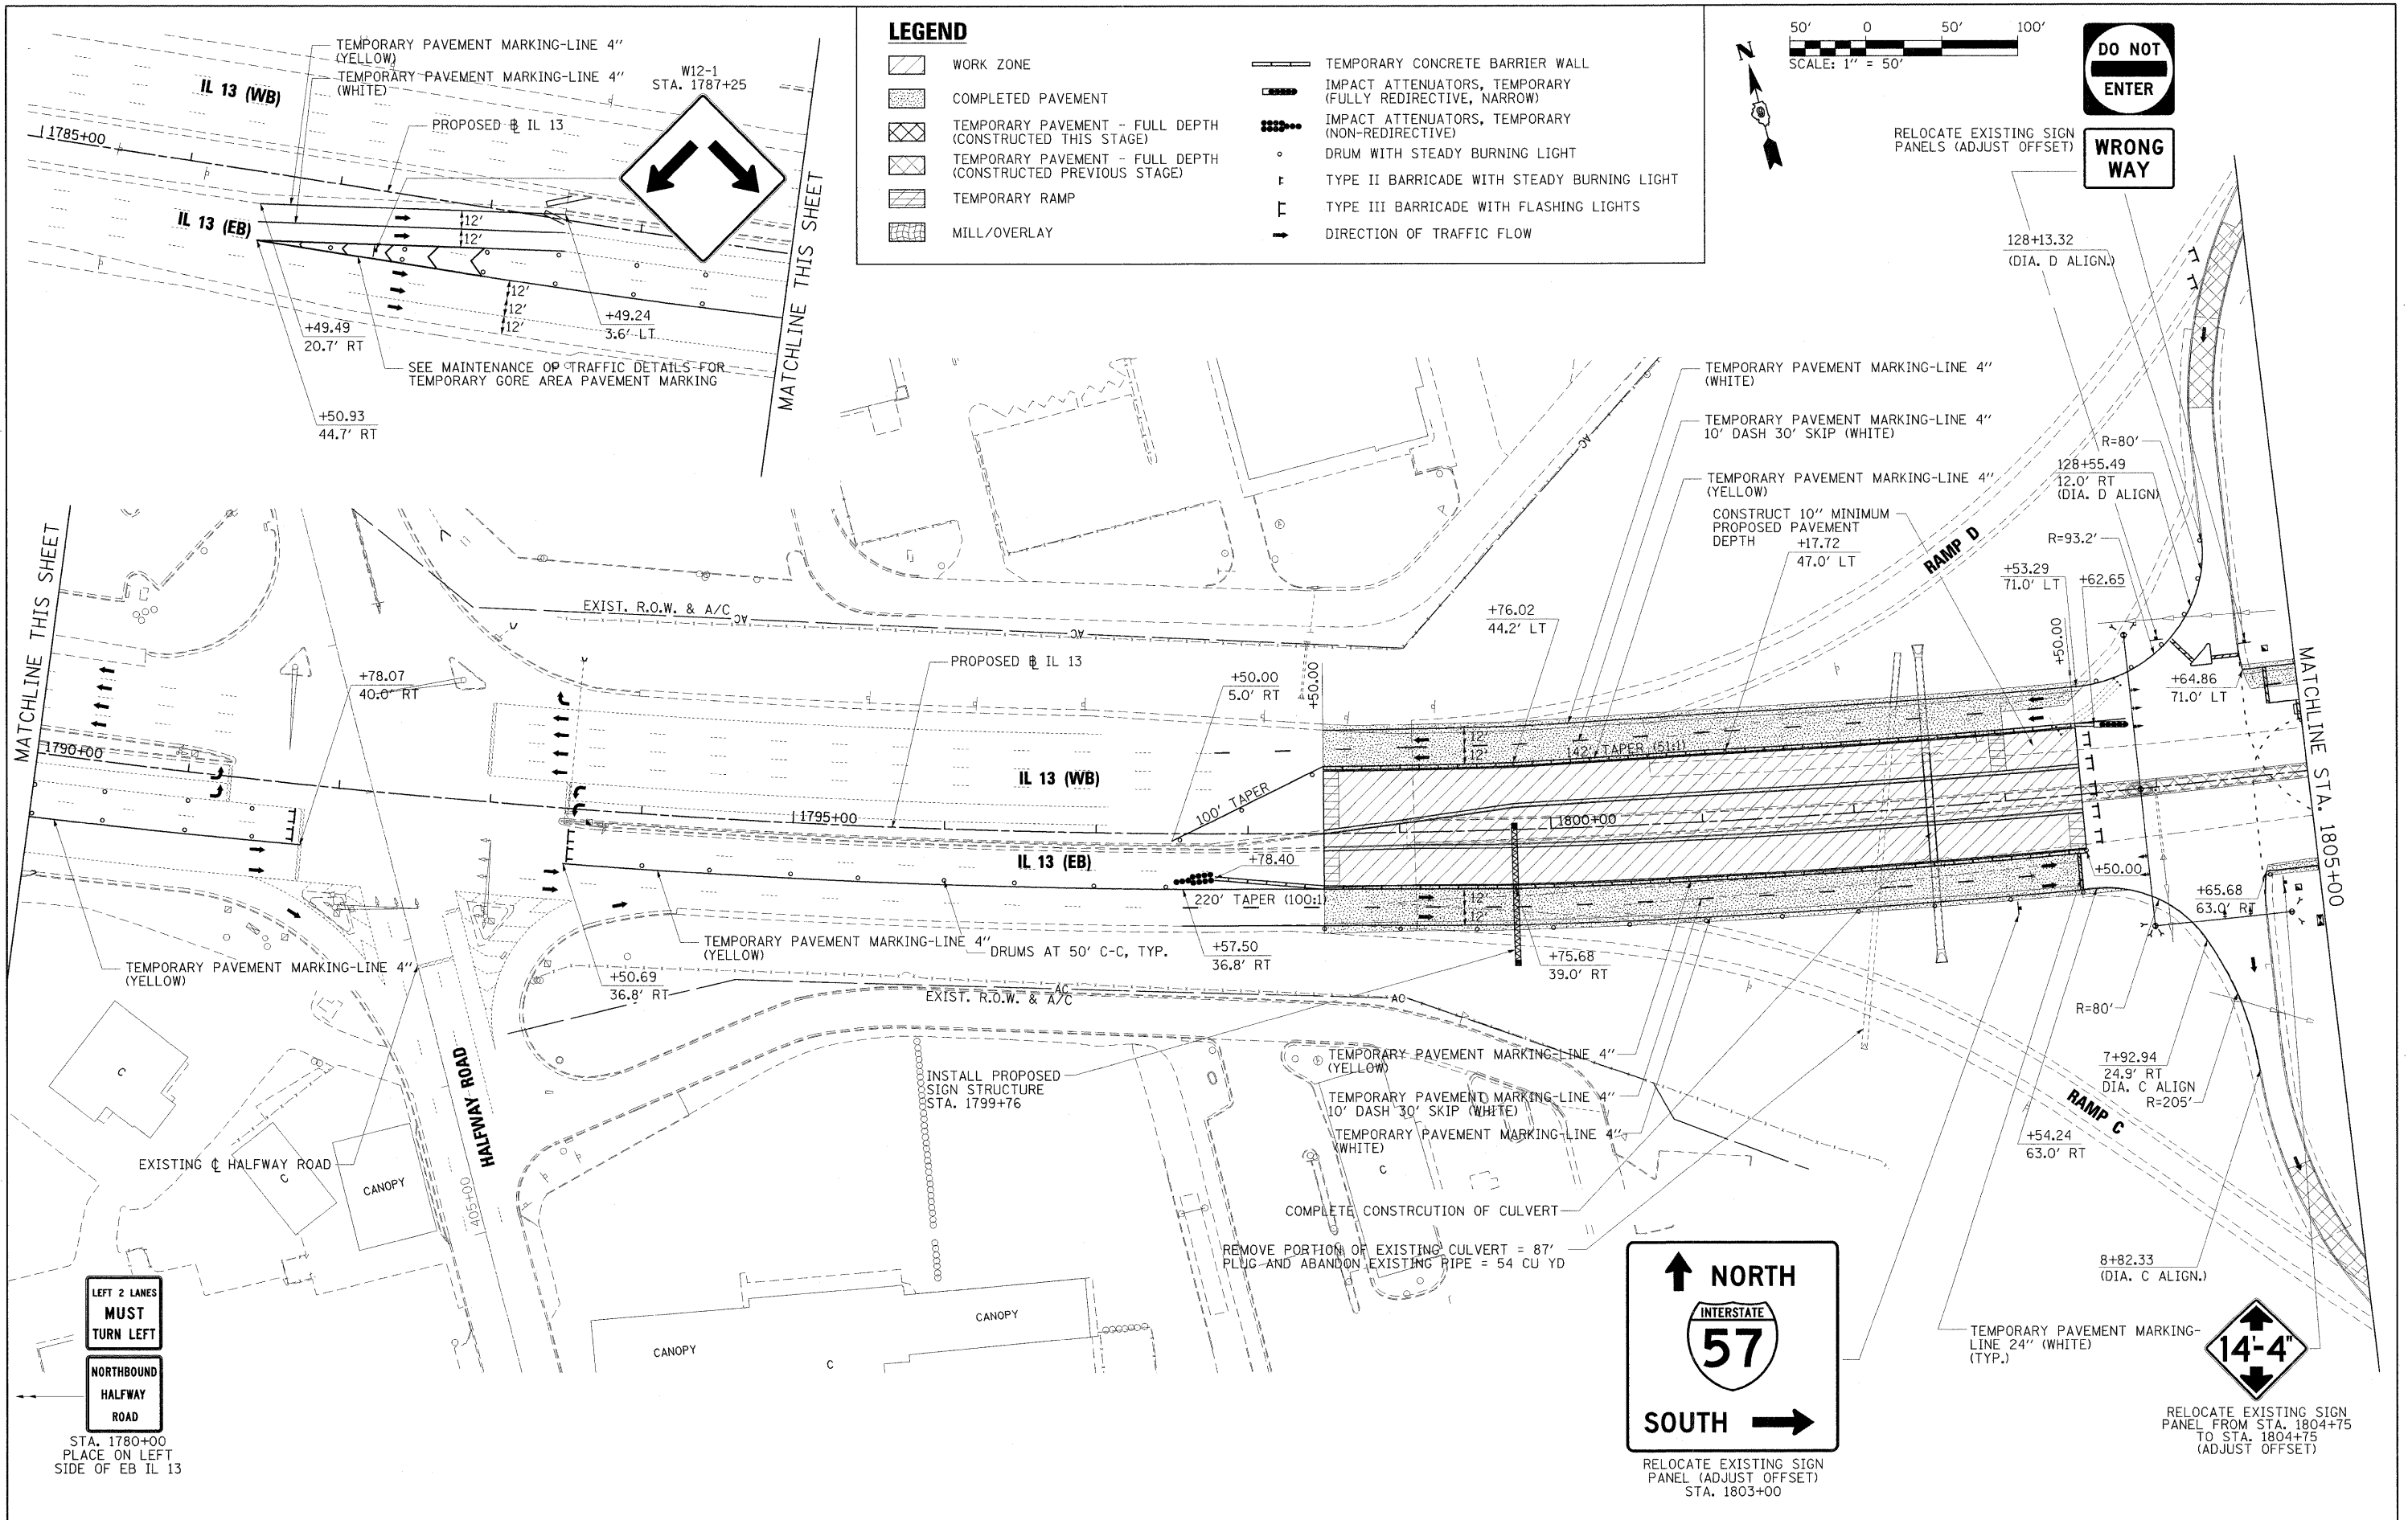 TEMPORARY PAVEMENT MARKING-LINE 4"
(YELLOW)
TEMPORARY PAVEMENT MARKING-LINE 4"
(WHITE)
IL 13 (WB)
W12-1
STA. 1787+25
1785+00
PROPOSED ℄ IL 13
IL 13 (EB)
12'
12'
12'
12'
12'
+49.49
20.7' RT
+49.24
3.6' LT
SEE MAINTENANCE OF TRAFFIC DETAILS FOR
TEMPORARY GORE AREA PAVEMENT MARKING
+50.93
44.7' RT
MATCHLINE THIS SHEET
LEGEND
WORK ZONE
COMPLETED PAVEMENT
TEMPORARY PAVEMENT - FULL DEPTH
(CONSTRUCTED THIS STAGE)
TEMPORARY PAVEMENT - FULL DEPTH
(CONSTRUCTED PREVIOUS STAGE)
TEMPORARY RAMP
MILL/OVERLAY
TEMPORARY CONCRETE BARRIER WALL
IMPACT ATTENUATORS, TEMPORARY
(FULLY REDIRECTIVE, NARROW)
IMPACT ATTENUATORS, TEMPORARY
(NON-REDIRECTIVE)
DRUM WITH STEADY BURNING LIGHT
TYPE II BARRICADE WITH STEADY BURNING LIGHT
TYPE III BARRICADE WITH FLASHING LIGHTS
DIRECTION OF TRAFFIC FLOW
N
50' 0 50' 100'
SCALE: 1" = 50'
DO NOT
ENTER
RELOCATE EXISTING SIGN
PANELS (ADJUST OFFSET)
WRONG
WAY
128+13.32
(DIA. D ALIGN.)
TEMPORARY PAVEMENT MARKING-LINE 4"
(WHITE)
TEMPORARY PAVEMENT MARKING-LINE 4"
10' DASH 30' SKIP (WHITE)
TEMPORARY PAVEMENT MARKING-LINE 4"
(YELLOW)
CONSTRUCT 10" MINIMUM
PROPOSED PAVEMENT
DEPTH
+17.72
47.0' LT
R=80'
128+55.49
12.0' RT
(DIA. D ALIGN)
R=93.2'
RAMP D
+53.29
71.0' LT
+62.65
+50.00
+64.86
71.0' LT
MATCHLINE STA. 1805+00
MATCHLINE THIS SHEET
EXIST. R.O.W. & A/C
AC
AC
AC
PROPOSED ℄ IL 13
+76.02
44.2' LT
+78.07
40.0' RT
+50.00
5.0' RT
+50.00
1790+00
IL 13 (WB)
100' TAPER
12'
12'
142' TAPER (51:1)
1795+00
1800+00
IL 13 (EB)
+78.40
220' TAPER (100:1)
12'
12'
+50.00
+65.68
63.0' RT
TEMPORARY PAVEMENT MARKING-LINE 4"
(YELLOW)
TEMPORARY PAVEMENT MARKING-LINE 4"
(YELLOW)
DRUMS AT 50' C-C, TYP.
+57.50
36.8' RT
+75.68
39.0' RT
+50.69
36.8' RT
AC
EXIST. R.O.W. & A/C
AC
R=80'
7+92.94
24.9' RT
DIA. C ALIGN
R=205'
RAMP C
+54.24
63.0' RT
HALFWAY ROAD
405+00
C
INSTALL PROPOSED
SIGN STRUCTURE
STA. 1799+76
TEMPORARY PAVEMENT MARKING-LINE 4"
(YELLOW)
TEMPORARY PAVEMENT MARKING-LINE 4"
10' DASH 30' SKIP (WHITE)
TEMPORARY PAVEMENT MARKING-LINE 4"
(WHITE)
C
EXISTING ℄ HALFWAY ROAD
C
CANOPY
COMPLETE CONSTRCUTION OF CULVERT
REMOVE PORTION OF EXISTING CULVERT = 87'
PLUG AND ABANDON EXISTING PIPE = 54 CU YD
8+82.33
(DIA. C ALIGN.)
CANOPY
CANOPY
C
LEFT 2 LANES
MUST
TURN LEFT
NORTHBOUND
HALFWAY
ROAD
STA. 1780+00
PLACE ON LEFT
SIDE OF EB IL 13
NORTH
INTERSTATE
57
SOUTH
RELOCATE EXISTING SIGN
PANEL (ADJUST OFFSET)
STA. 1803+00
TEMPORARY PAVEMENT MARKING-
LINE 24" (WHITE)
(TYP.)
14'-4"
RELOCATE EXISTING SIGN
PANEL FROM STA. 1804+75
TO STA. 1804+75
(ADJUST OFFSET)